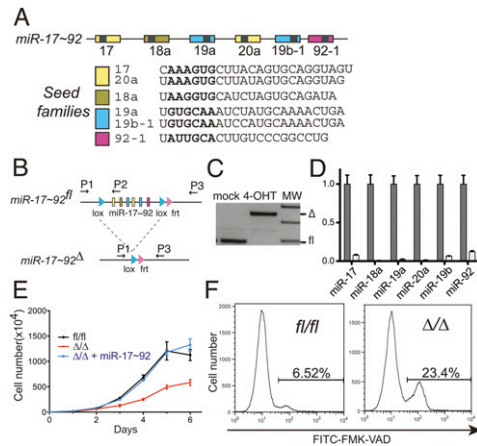 A
miR-17~92
17 18a 19a 20a 19b-1 92-1
Seed families
17 CAAAGUGCUUACAGUGCAGGUAGU
20a UAAAGUGCUUAUAGUGCAGGUAG
18a UAAGGUGCAUCUAGUGCAGAUA
19a UGUGCAAAUCUAUGCAAAACUGA
19b-1 UGUGCAAAUCCAUGCAAAACUGA
92-1 UAUUGCACUUGUCCCGGCCUG
B
P1 P2 P3
miR-17~92fl
lox miR-17~92 lox frt
P1 P3
miR-17~92Δ
lox frt
C
mock 4-OHT MW
Δ
fl
D
1.0
0.5
0.0
miR-17 miR-18a miR-19a miR-20a miR-19b miR-92
E
Cell number(x10⁴)
2000
1500
1000
500
0
0 1 2 3 4 5 6
Days
fl/fl
Δ/Δ
Δ/Δ + miR-17~92
F
Cell number
fl/fl
6.52%
Δ/Δ
23.4%
FITC-FMK-VAD